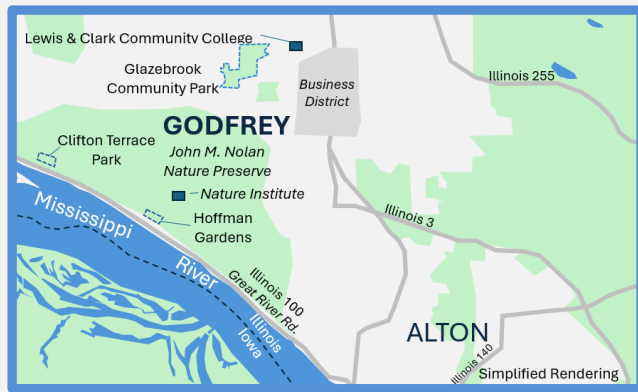 Lewis & Clark Community College
Glazebrook
Community Park
Business
District
Illinois 255
GODFREY
Clifton Terrace
Park
John M. Nolan
Nature Preserve
Nature Institute
Hoffman
Gardens
Mississippi
River
Illinois 3
Illinois 100
Great River Rd.
Illinois
Iowa
ALTON
Illinois 140
Simplified Rendering